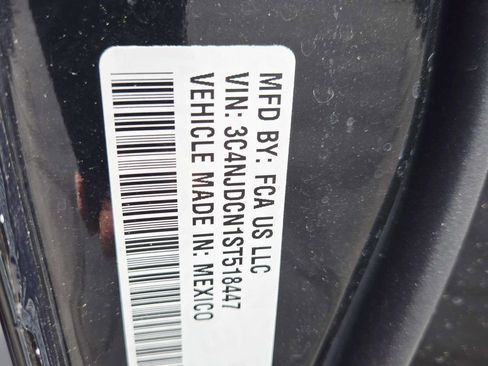 MFD BY: FCA US LLC
VIN: 3C4NJDCN1ST518447
VEHICLE MADE IN: MEXICO